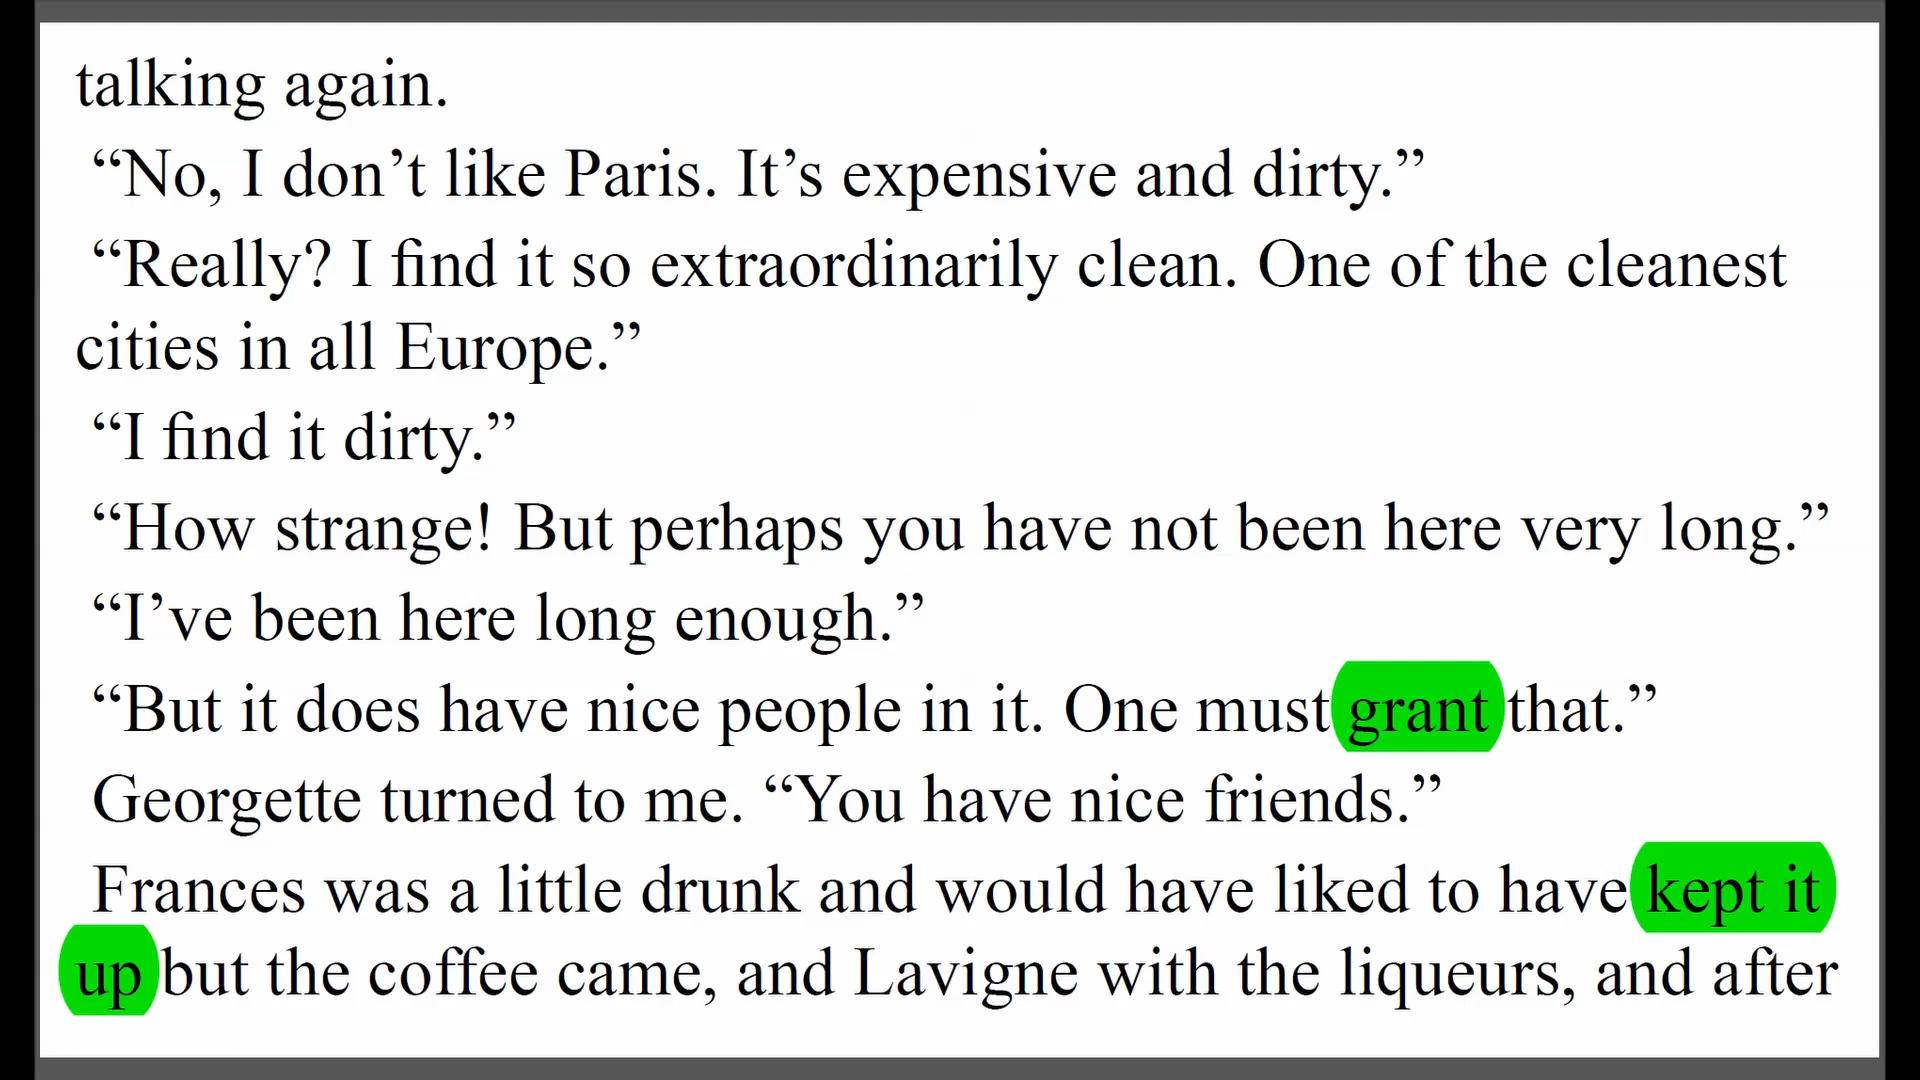 talking again.
“No, I don’t like Paris. It’s expensive and dirty.”
“Really? I find it so extraordinarily clean. One of the cleanest
cities in all Europe.”
“I find it dirty.”
“How strange! But perhaps you have not been here very long.”
“I’ve been here long enough.”
“But it does have nice people in it. One must grant that.”
Georgette turned to me. “You have nice friends.”
Frances was a little drunk and would have liked to have kept it
up but the coffee came, and Lavigne with the liqueurs, and after